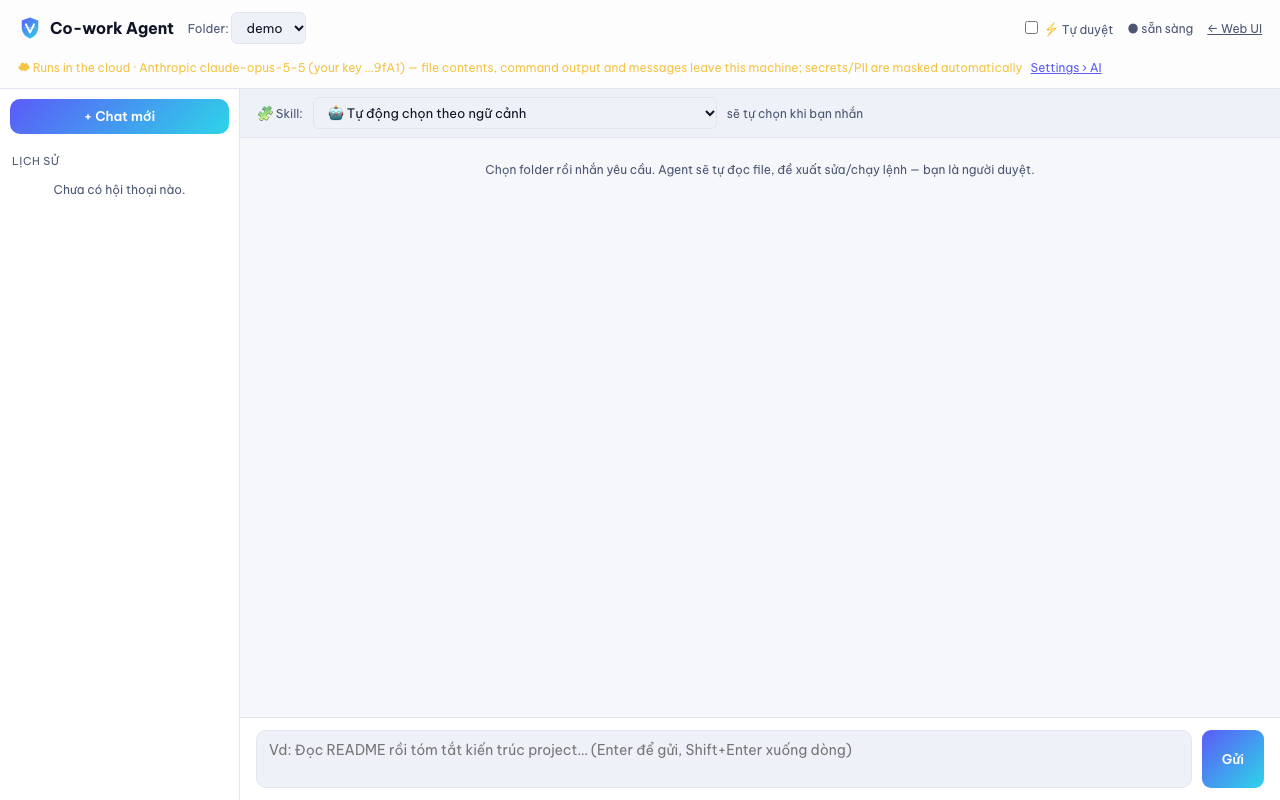 Co-work Agent Folder: demo ⚡ Tự duyệt ● sẵn sàng ← Web UI
Runs in the cloud · Anthropic claude-opus-5-5 (your key …9fA1) — file contents, command output and messages leave this machine; secrets/PII are masked automatically Settings › AI
+ Chat mới
LỊCH SỬ
Chưa có hội thoại nào.
🧩 Skill: 🤖 Tự động chọn theo ngữ cảnh sẽ tự chọn khi bạn nhắn
Chọn folder rồi nhắn yêu cầu. Agent sẽ tự đọc file, đề xuất sửa/chạy lệnh — bạn là người duyệt.
Vd: Đọc README rồi tóm tắt kiến trúc project… (Enter để gửi, Shift+Enter xuống dòng)
Gửi